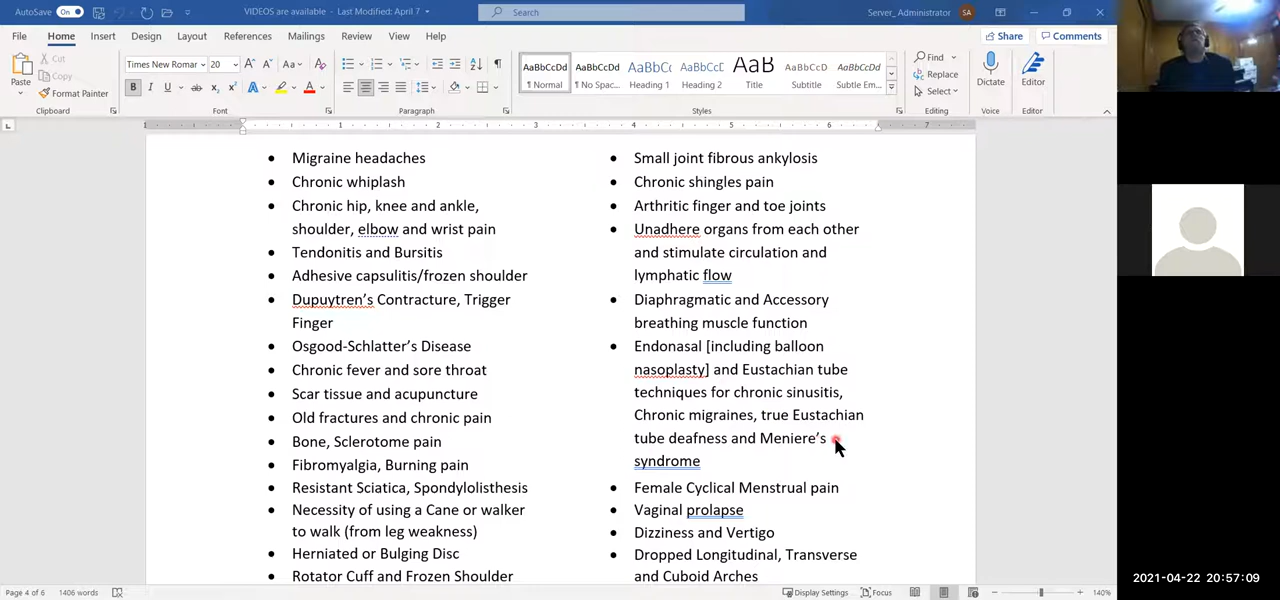 AutoSave On
VIDEOS are available - Last Modified: April 7
Search
Server_Administrator SA
File Home Insert Design Layout References Mailings Review View Help
Share Comments
Paste
Cut
Copy
Format Painter
Clipboard
Times New Roman 20
Font
Paragraph
AaBbCcDd
¶ Normal
AaBbCcDd
¶ No Spac...
AaBbCc
Heading 1
AaBbCcC
Heading 2
AaB
Title
AaBbCcD
Subtitle
AaBbCcDd
Subtle Em...
Styles
Find
Replace
Select
Editing
Dictate
Voice
Editor
Editor
1 1 2 3 4 5 6 7
• Migraine headaches
• Chronic whiplash
• Chronic hip, knee and ankle,
shoulder, elbow and wrist pain
• Tendonitis and Bursitis
• Adhesive capsulitis/frozen shoulder
• Dupuytren's Contracture, Trigger
Finger
• Osgood-Schlatter's Disease
• Chronic fever and sore throat
• Scar tissue and acupuncture
• Old fractures and chronic pain
• Bone, Sclerotome pain
• Fibromyalgia, Burning pain
• Resistant Sciatica, Spondylolisthesis
• Necessity of using a Cane or walker
to walk (from leg weakness)
• Herniated or Bulging Disc
• Rotator Cuff and Frozen Shoulder
• Small joint fibrous ankylosis
• Chronic shingles pain
• Arthritic finger and toe joints
• Unadhere organs from each other
and stimulate circulation and
lymphatic flow
• Diaphragmatic and Accessory
breathing muscle function
• Endonasal [including balloon
nasoplasty] and Eustachian tube
techniques for chronic sinusitis,
Chronic migraines, true Eustachian
tube deafness and Meniere's
syndrome
• Female Cyclical Menstrual pain
• Vaginal prolapse
• Dizziness and Vertigo
• Dropped Longitudinal, Transverse
and Cuboid Arches
Page 4 of 6 1406 words
Display Settings Focus 140%
2021-04-22 20:57:09